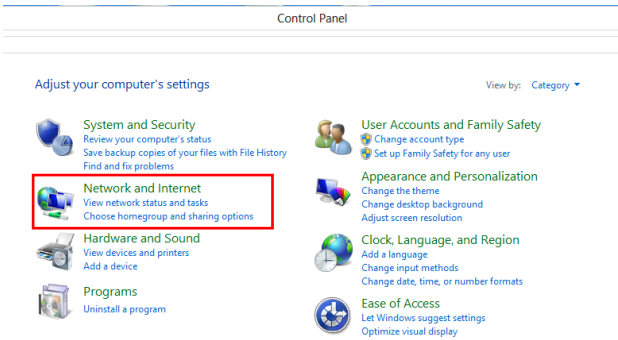 Control Panel
Adjust your computer's settings
View by: Category
System and Security
Review your computer's status
Save backup copies of your files with File History
Find and fix problems
Network and Internet
View network status and tasks
Choose homegroup and sharing options
Hardware and Sound
View devices and printers
Add a device
Programs
Uninstall a program
User Accounts and Family Safety
Change account type
Set up Family Safety for any user
Appearance and Personalization
Change the theme
Change desktop background
Adjust screen resolution
Clock, Language, and Region
Add a language
Change input methods
Change date, time, or number formats
Ease of Access
Let Windows suggest settings
Optimize visual display